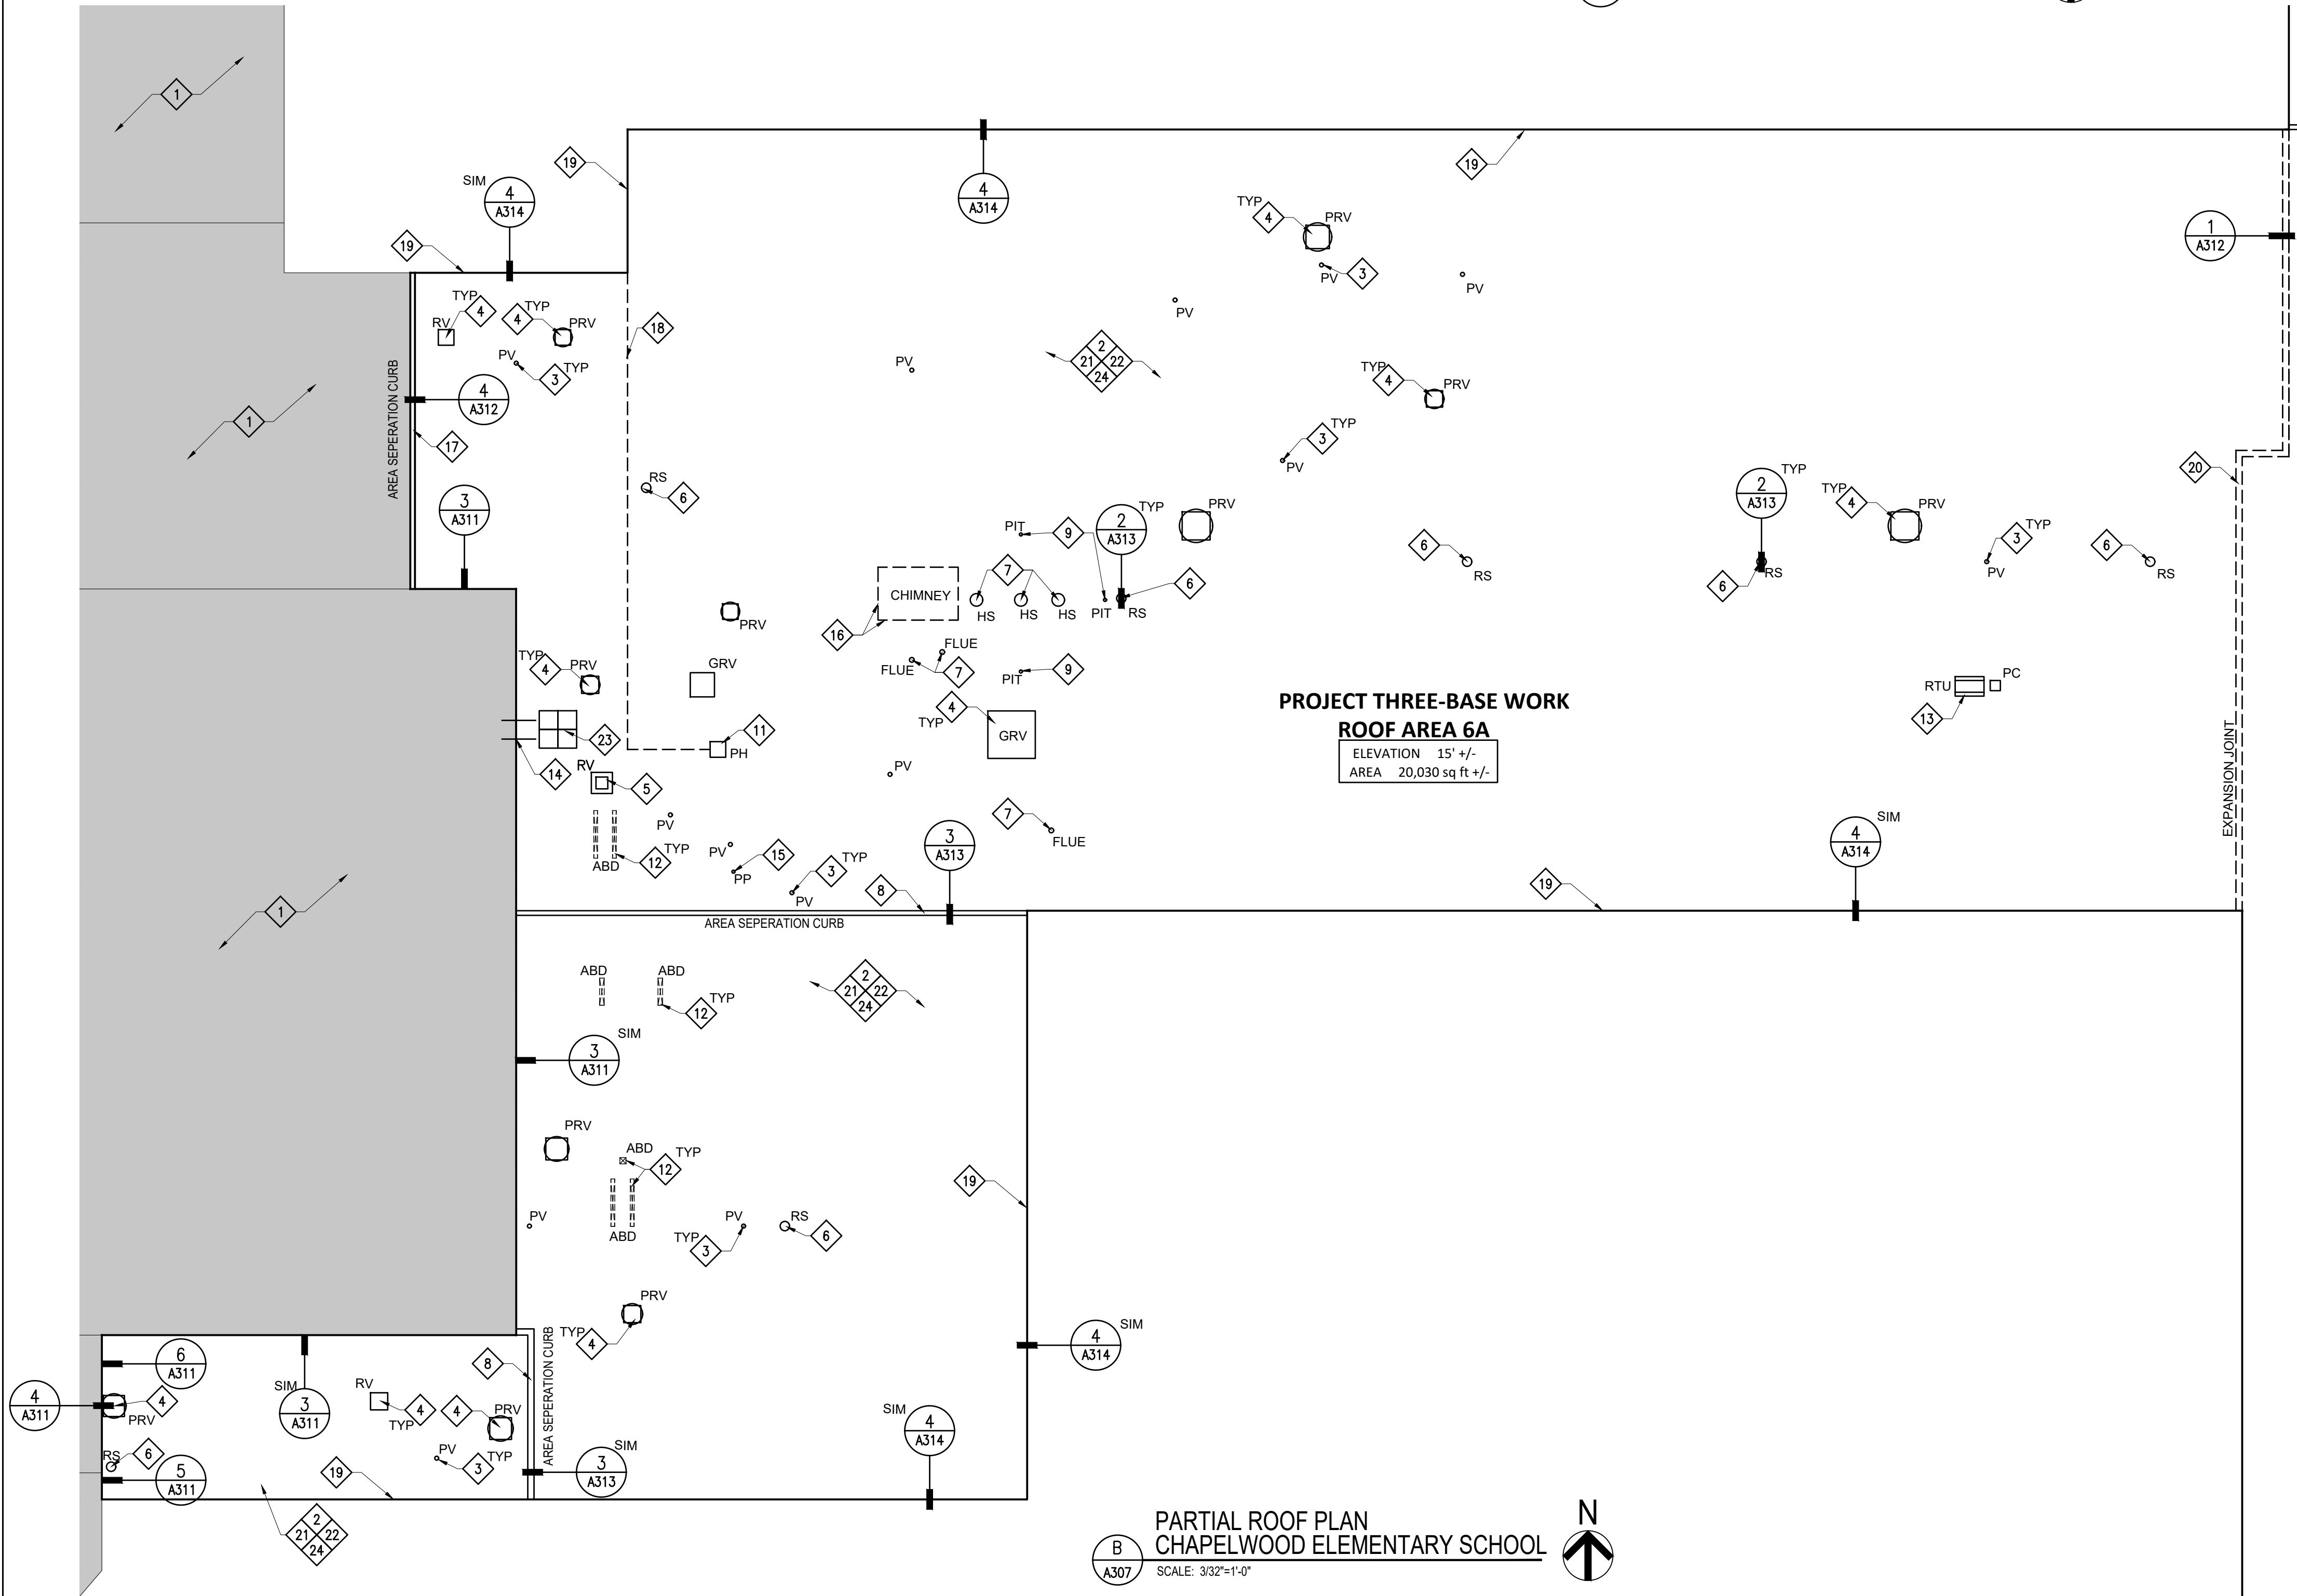 1
19
SIM
4
A314
4
A314
19
TYP
4
PRV
1
A312
19
PV
3
PV
PV
TYP
4
TYP
4
PRV
RV
18
2
21
22
24
PV
TYP
3
PV
TYP
4
PRV
AREA SEPERATION CURB
4
A312
1
17
TYP
3
PV
20
RS
6
3
A311
TYP
2
A313
TYP
4
PRV
TYP
2
A313
PRV
PIT
9
TYP
3
PV
6
RS
6
RS
6
RS
7
CHIMNEY
HS
HS
HS
PIT
RS
6
16
PRV
FLUE
FLUE
7
PIT
9
TYP
4
PRV
GRV
RTU
PC
13
PROJECT THREE-BASE WORK
ROOF AREA 6A
ELEVATION 15' +/-
AREA 20,030 sq ft +/-
4
TYP
GRV
23
11
PH
14
RV
5
PV
EXPANSION JOINT
7
FLUE
PV
TYP
12
ABD
PV
15
PP
TYP
3
PV
3
A313
8
SIM
4
A314
19
1
AREA SEPERATION CURB
ABD
ABD
TYP
12
2
21
22
24
SIM
3
A311
PRV
ABD
TYP
12
19
PV
ABD
PV
TYP
3
RS
6
PRV
TYP
4
SIM
4
A314
6
A311
8
AREA SEPERATION CURB
4
A311
4
PRV
SIM
3
A311
RV
4
TYP
4
PRV
SIM
4
A314
RS
6
5
A311
PV
3
TYP
SIM
3
A313
19
2
21
22
24
B
A307
PARTIAL ROOF PLAN
CHAPELWOOD ELEMENTARY SCHOOL
SCALE: 3/32"=1'-0"
N